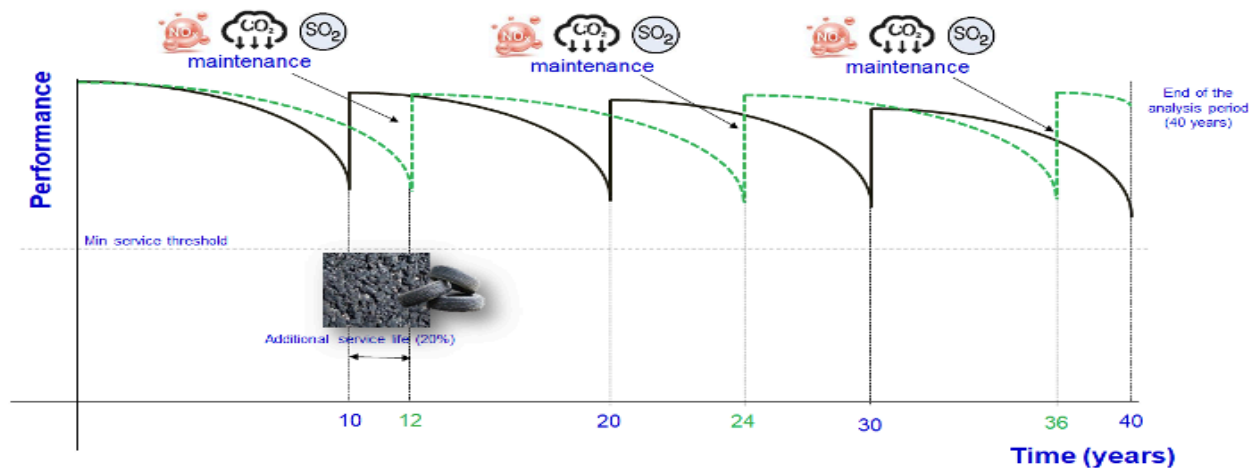 NOx CO₂ SO₂
maintenance
NOx CO₂ SO₂
maintenance
NOx CO₂ SO₂
maintenance
End of the
analysis period
(40 years)
Performance
Min service threshold
Additional service life (20%)
10 12 20 24 30 36 40
Time (years)